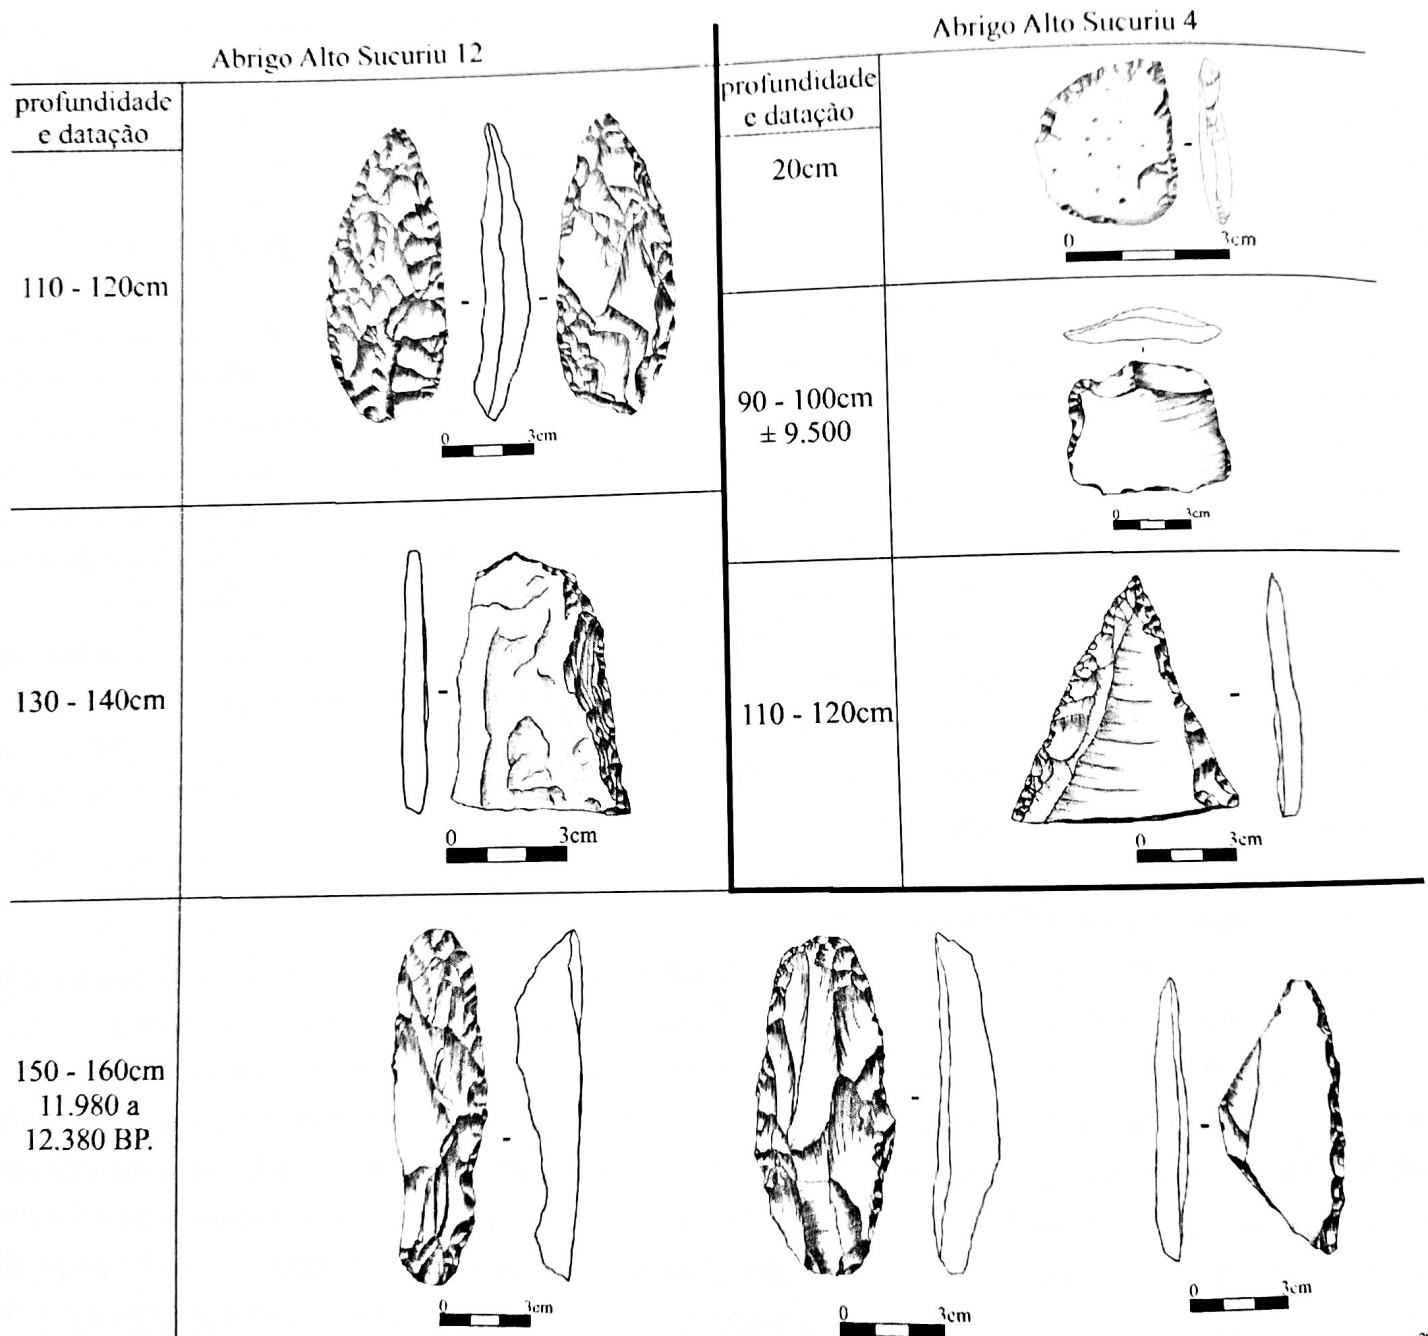 Abrigo Alto Sucuriu 12
profundidade
e datação
110 - 120cm
0 3cm
130 - 140cm
0 3cm
150 - 160cm
11.980 a
12.380 BP.
0 3cm
0 3cm
0 3cm
Abrigo Alto Sucuriu 4
profundidade
e datação
20cm
0 3cm
90 - 100cm
± 9.500
0 3cm
110 - 120cm
0 3cm